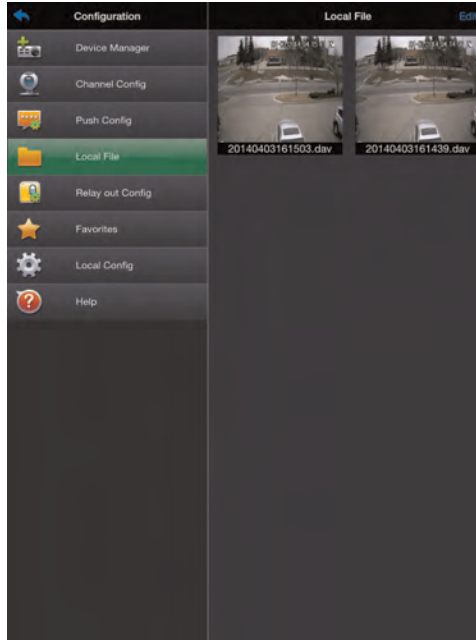 Configuration
Device Manager
Channel Config
Push Config
Local File
Relay out Config
Favorites
Local Config
Help
Local File
Edit
20140403161503.dav
20140403161439.dav